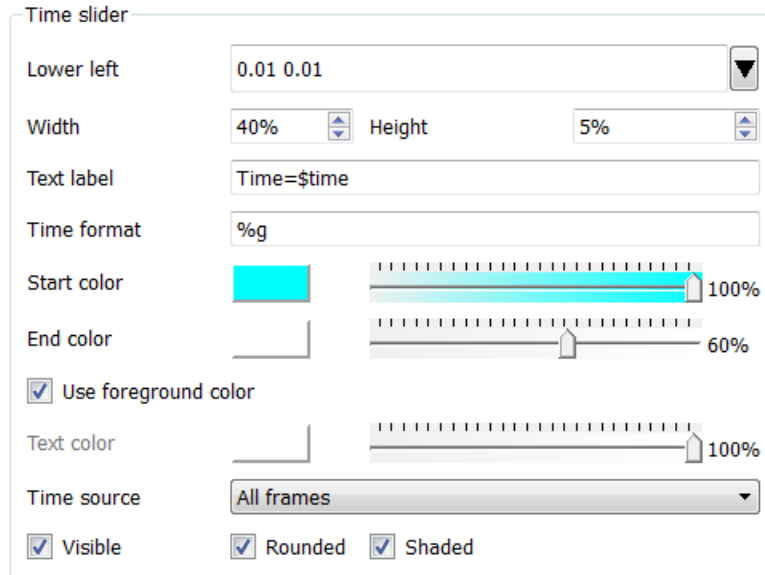 Time slider
Lower left 0.01 0.01
Width 40% Height 5%
Text label Time=$time
Time format %g
Start color 100%
End color 60%
Use foreground color
Text color 100%
Time source All frames
Visible Rounded Shaded